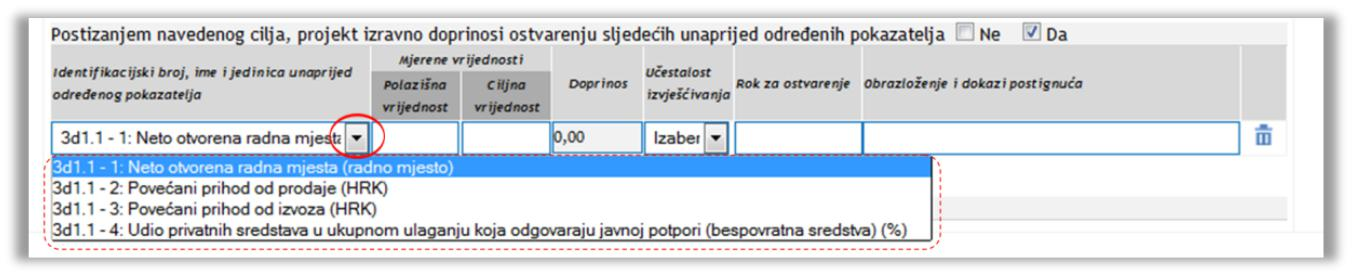 Postizanjem navedenog cilja, projekt izravno doprinosi ostvarenju sljedećih unaprijed određenih pokazatelja Ne Da
Identifikacijski broj, ime i jedinica unaprijed određenog pokazatelja
Mjerene vrijednosti
Polazišna vrijednost
Ciljna vrijednost
Doprinos
Učestalost izvješćivanja
Rok za ostvarenje
Obrazloženje i dokazi postignuća
3d1.1 - 1: Neto otvorena radna mjesta
0,00
Izaber
3d1.1 - 1: Neto otvorena radna mjesta (radno mjesto)
3d1.1 - 2: Povećani prihod od prodaje (HRK)
3d1.1 - 3: Povećani prihod od izvoza (HRK)
3d1.1 - 4: Udio privatnih sredstava u ukupnom ulaganju koja odgovaraju javnoj potpori (bespovratna sredstva) (%)